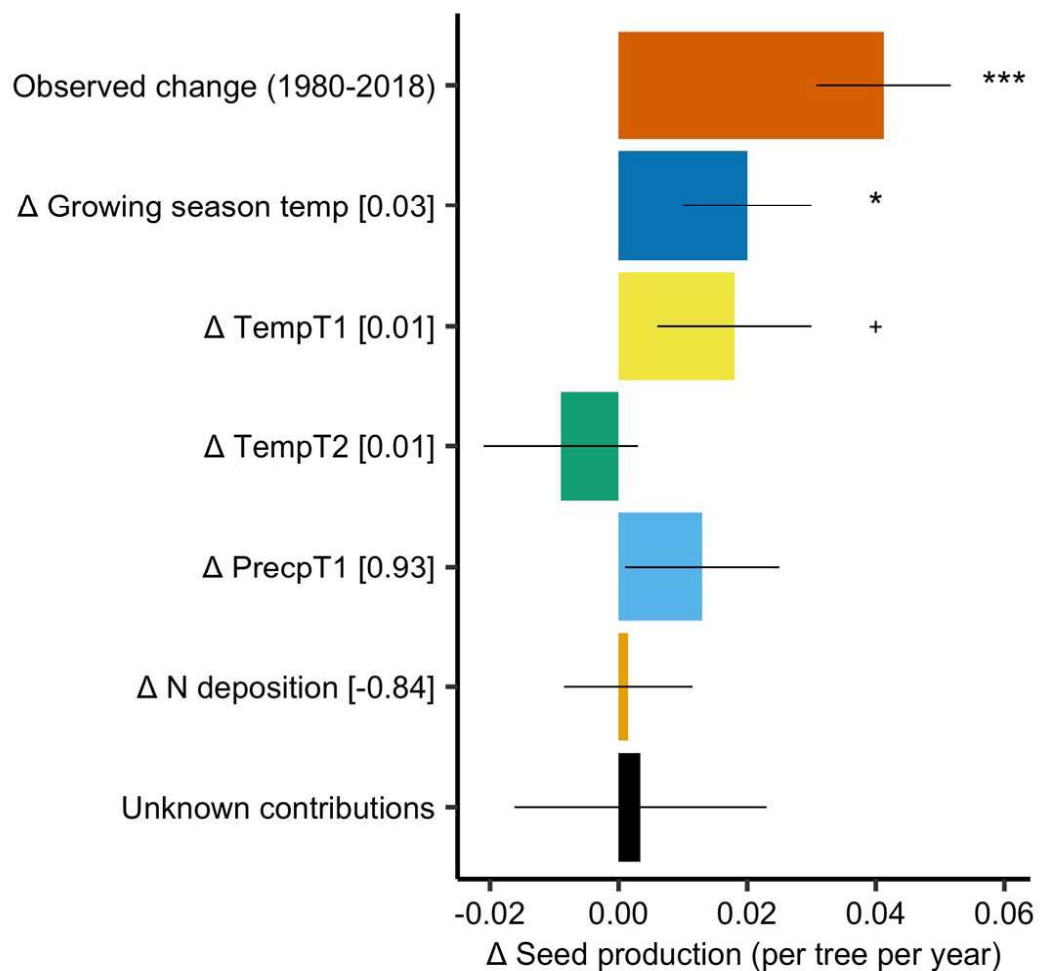 Observed change (1980-2018)
***
Δ Growing season temp [0.03]
*
Δ TempT1 [0.01]
+
Δ TempT2 [0.01]
Δ PrecpT1 [0.93]
Δ N deposition [-0.84]
Unknown contributions
-0.02 0.00 0.02 0.04 0.06
Δ Seed production (per tree per year)